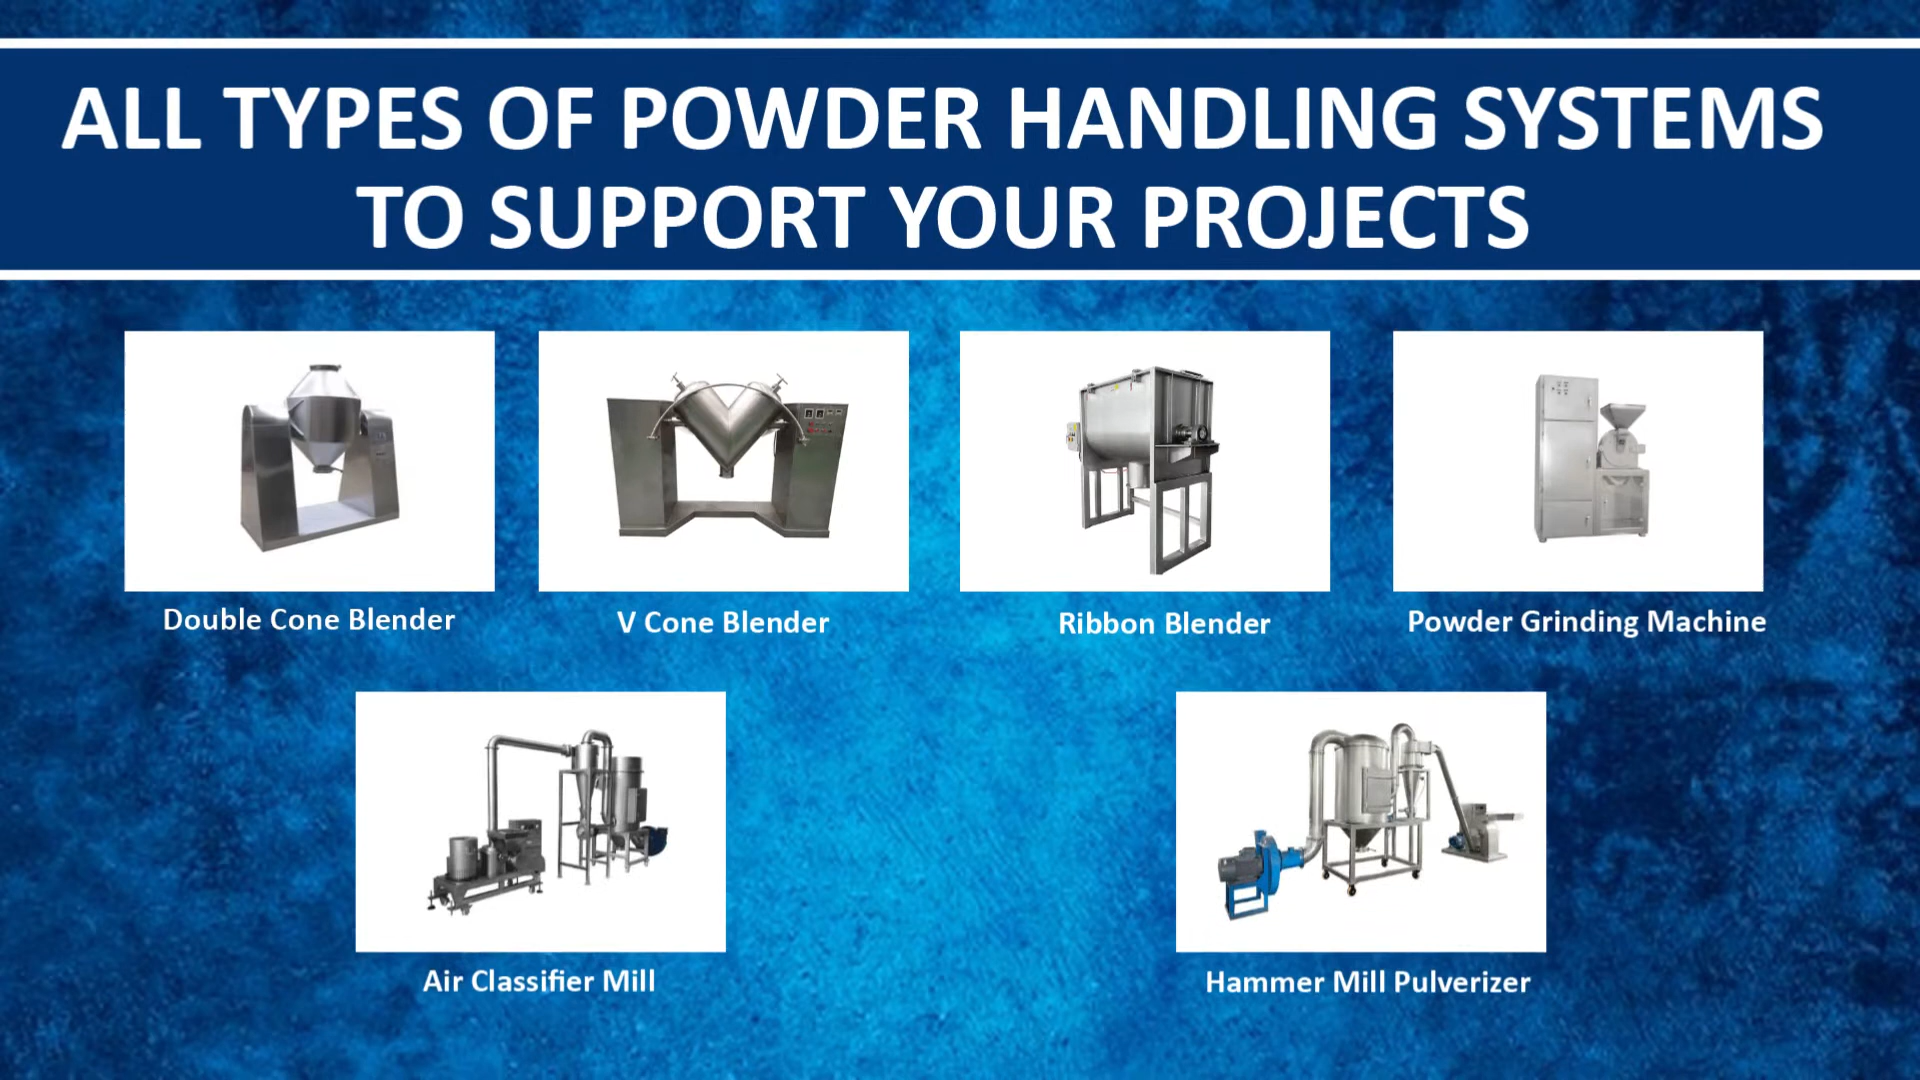 ALL TYPES OF POWDER HANDLING SYSTEMS
TO SUPPORT YOUR PROJECTS
Double Cone Blender
V Cone Blender
Ribbon Blender
Powder Grinding Machine
Air Classifier Mill
Hammer Mill Pulverizer